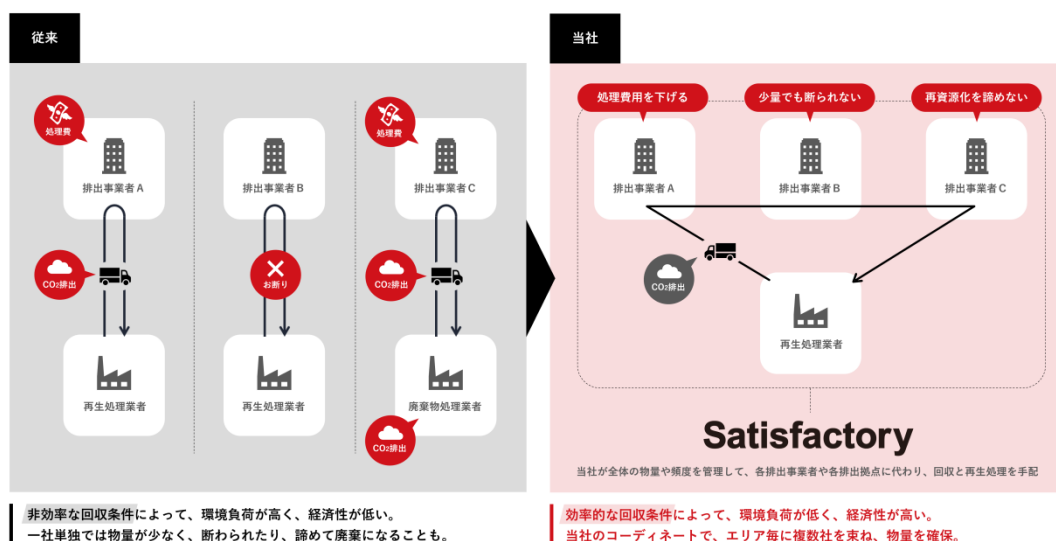 従来
処理費
処理費
排出事業者A
排出事業者B
排出事業者C
CO2排出
お断り
CO2排出
再生処理業者
再生処理業者
廃棄物処理業者
CO2排出
非効率な回収条件によって、環境負荷が高く、経済性が低い。
一社単独では物量が少なく、断わられたり、諦めて廃棄になることも。
当社
処理費用を下げる
少量でも断られない
再資源化を諦めない
排出事業者A
排出事業者B
排出事業者C
CO2排出
再生処理業者
Satisfactory
当社が全体の物量や頻度を管理して、各排出事業者や各排出拠点に代わり、回収と再生処理を手配
効率的な回収条件によって、環境負荷が低く、経済性が高い。
当社のコーディネートで、エリア毎に複数社を束ね、物量を確保。